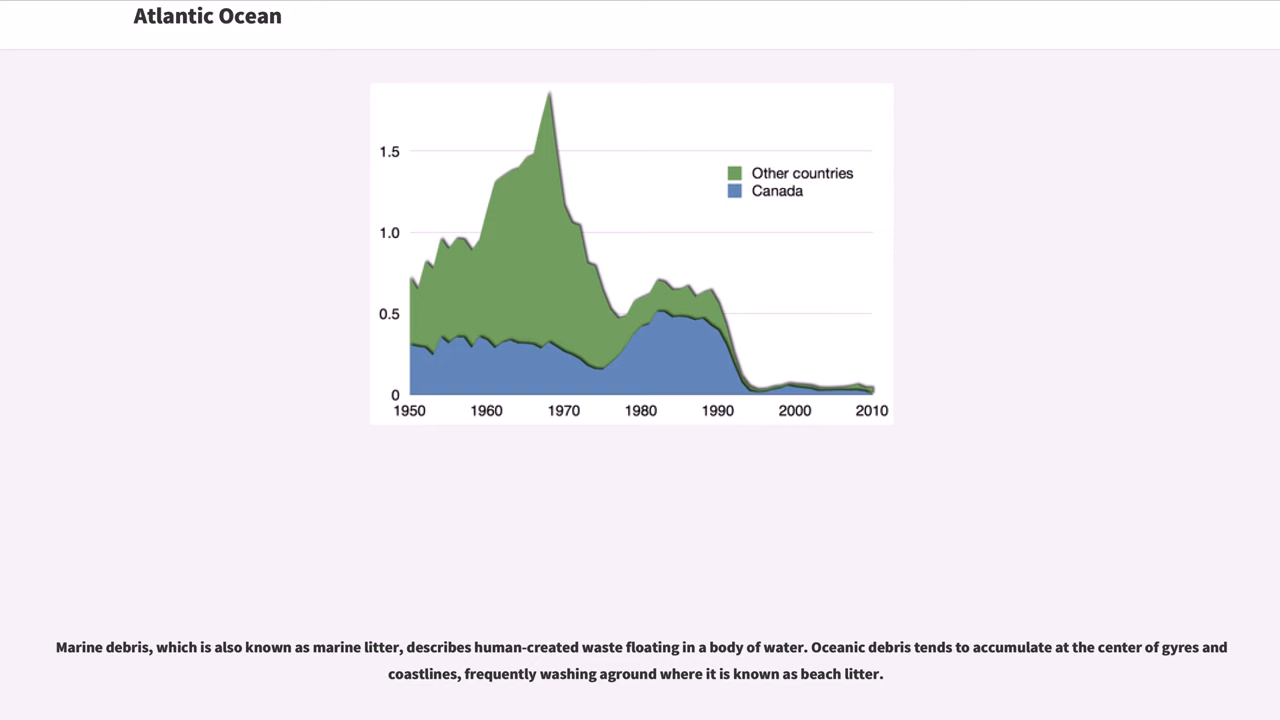 Atlantic Ocean
1.5
Other countries
Canada
1.0
0.5
0
1950 1960 1970 1980 1990 2000 2010
Marine debris, which is also known as marine litter, describes human-created waste floating in a body of water. Oceanic debris tends to accumulate at the center of gyres and
coastlines, frequently washing aground where it is known as beach litter.